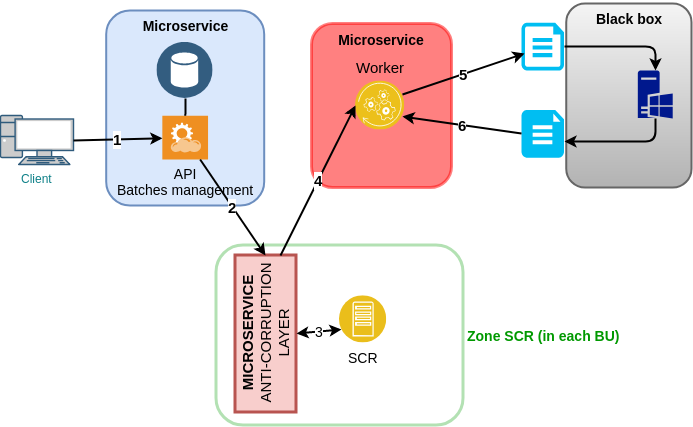 Microservice
1
Client
API
Batches management
2
Microservice
Worker
4
5
6
Black box
MICROSERVICE
ANTI-CORRUPTION
LAYER
3
SCR
Zone SCR (in each BU)